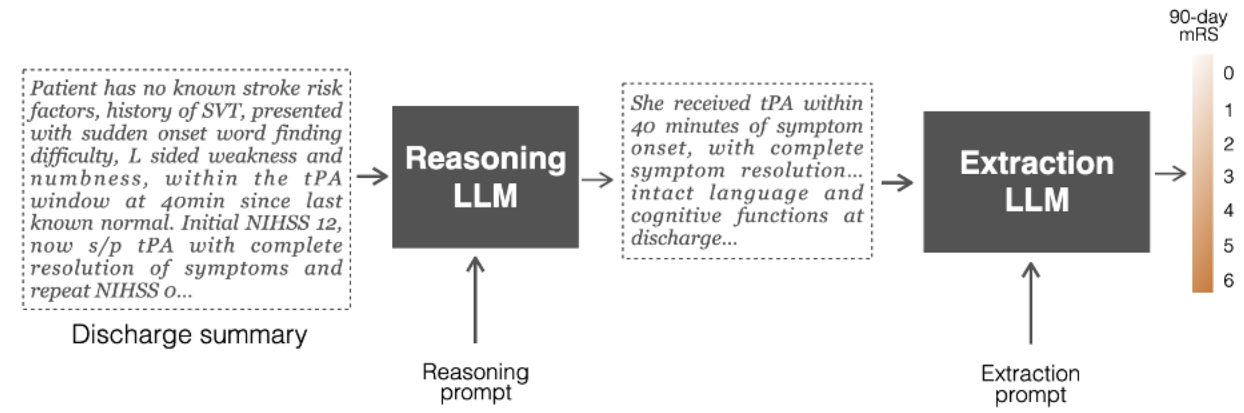 90-day
mRS
Patient has no known stroke risk
factors, history of SVT, presented
with sudden onset word finding
difficulty, L sided weakness and
numbness, within the tPA
window at 40min since last
known normal. Initial NIHSS 12,
now s/p tPA with complete
resolution of symptoms and
repeat NIHSS 0...
Discharge summary
Reasoning
LLM
Reasoning
prompt
She received tPA within
40 minutes of symptom
onset, with complete
symptom resolution...
intact language and
cognitive functions at
discharge...
Extraction
LLM
Extraction
prompt
0
1
2
3
4
5
6